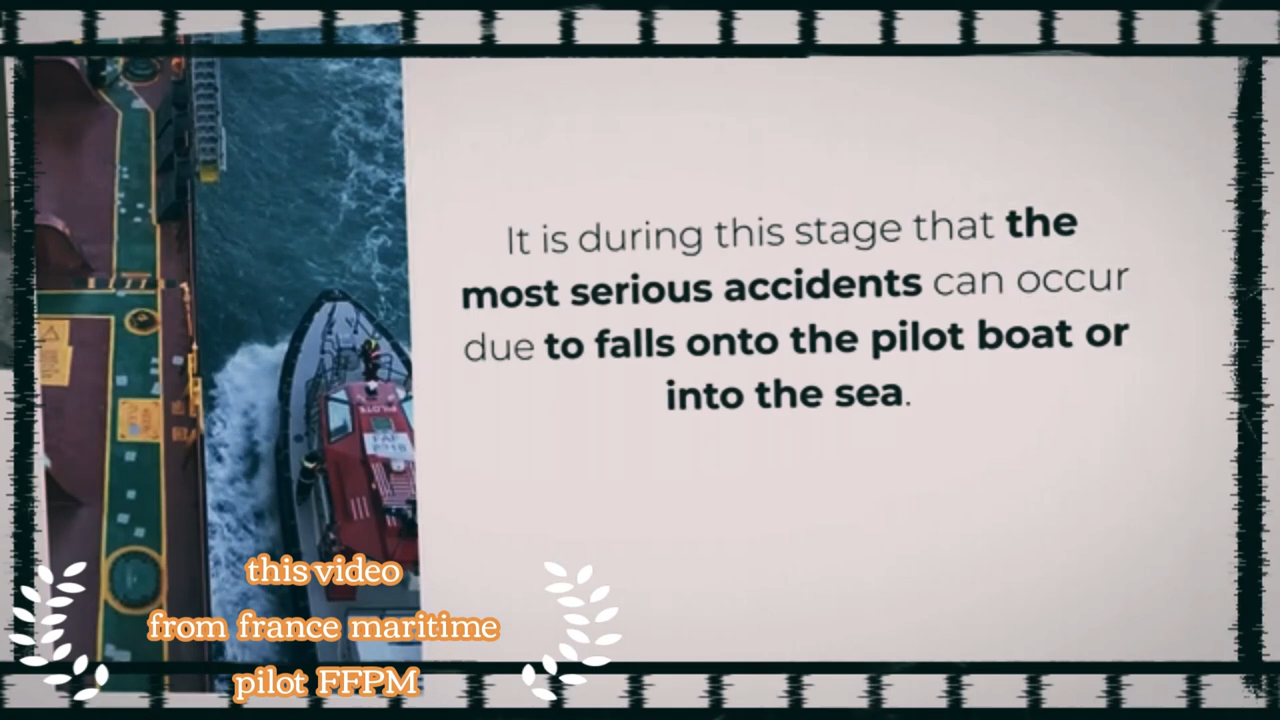 It is during this stage that the
most serious accidents can occur
due to falls onto the pilot boat or
into the sea.
PILOTE
this video
from france maritime
pilot FFPM